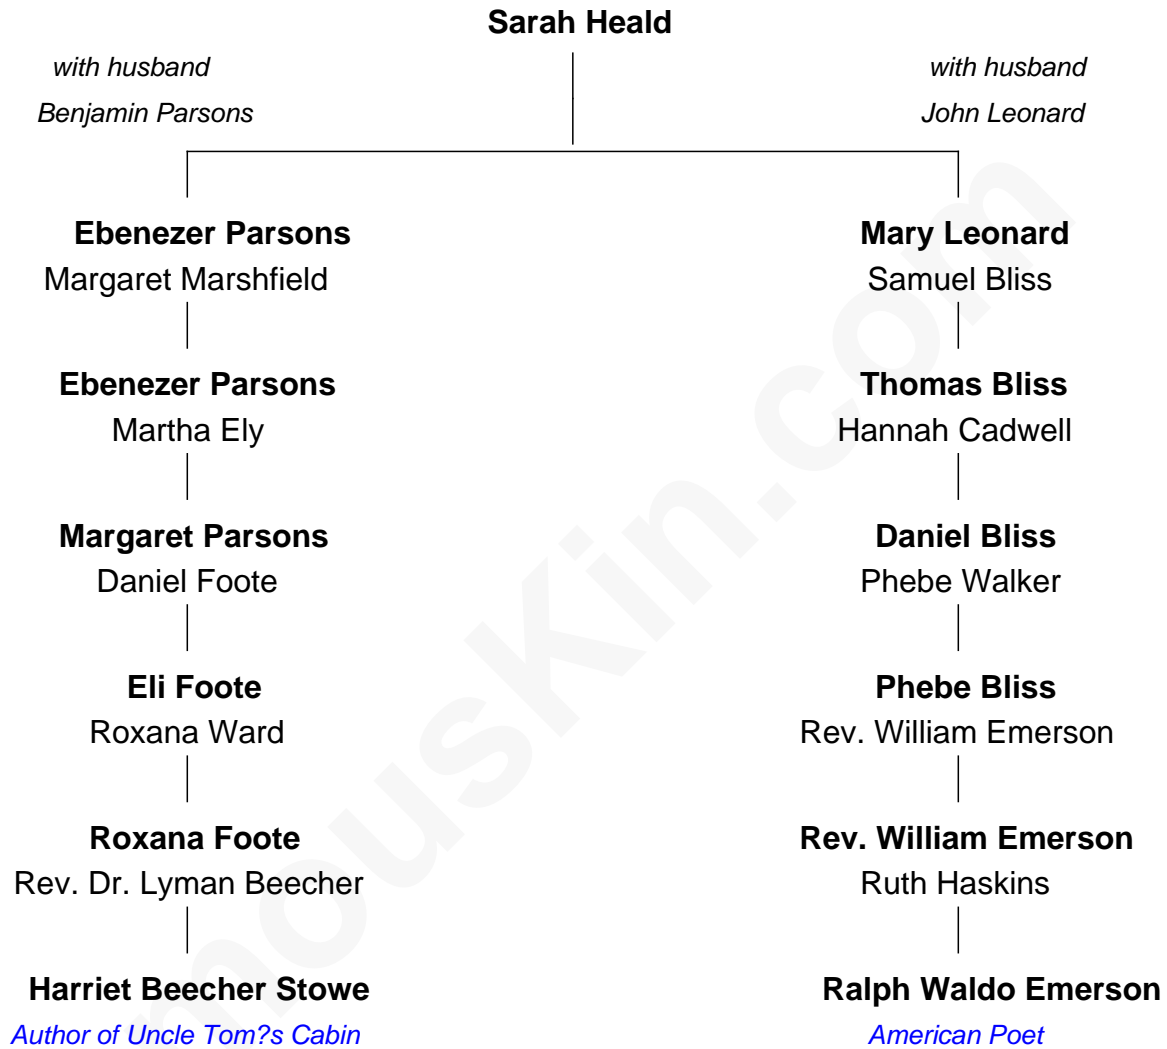 Sarah Heald
with husband
Benjamin Parsons
with husband
John Leonard
Ebenezer Parsons
Margaret Marshfield
Mary Leonard
Samuel Bliss
Ebenezer Parsons
Martha Ely
Thomas Bliss
Hannah Cadwell
Margaret Parsons
Daniel Foote
Daniel Bliss
Phebe Walker
Eli Foote
Roxana Ward
Phebe Bliss
Rev. William Emerson
Roxana Foote
Rev. Dr. Lyman Beecher
Rev. William Emerson
Ruth Haskins
Harriet Beecher Stowe
Author of Uncle Tom?s Cabin
Ralph Waldo Emerson
American Poet
mouskin.com